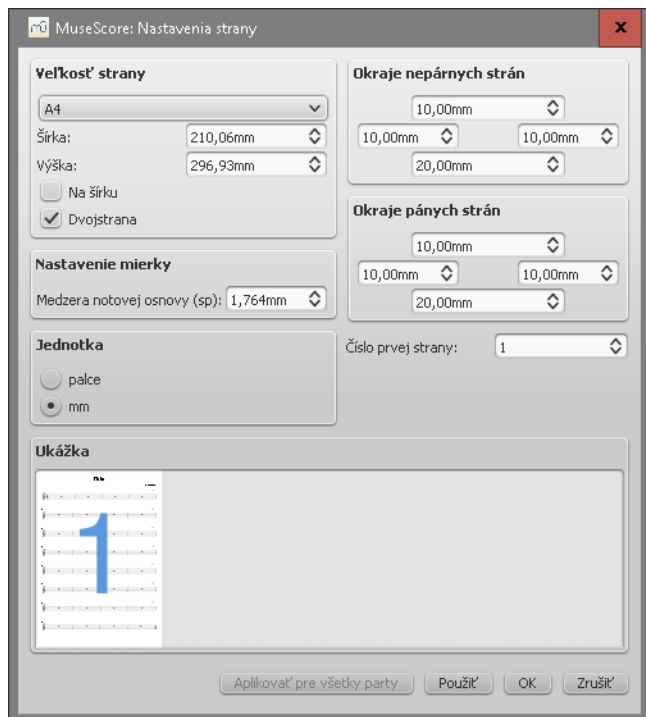 MuseScore: Nastavenia strany
Veľkosť strany
A4
Šírka: 210,06mm
Výška: 296,93mm
Na šírku
Dvojstrana
Nastavenie mierky
Medzera notovej osnovy (sp): 1,764mm
Jednotka
palce
mm
Okraje nepárnych strán
10,00mm
10,00mm 10,00mm
20,00mm
Okraje pánych strán
10,00mm
10,00mm 10,00mm
20,00mm
Číslo prvej strany: 1
Ukážka
Title
1
Aplikovať pre všetky party Použiť OK Zrušiť